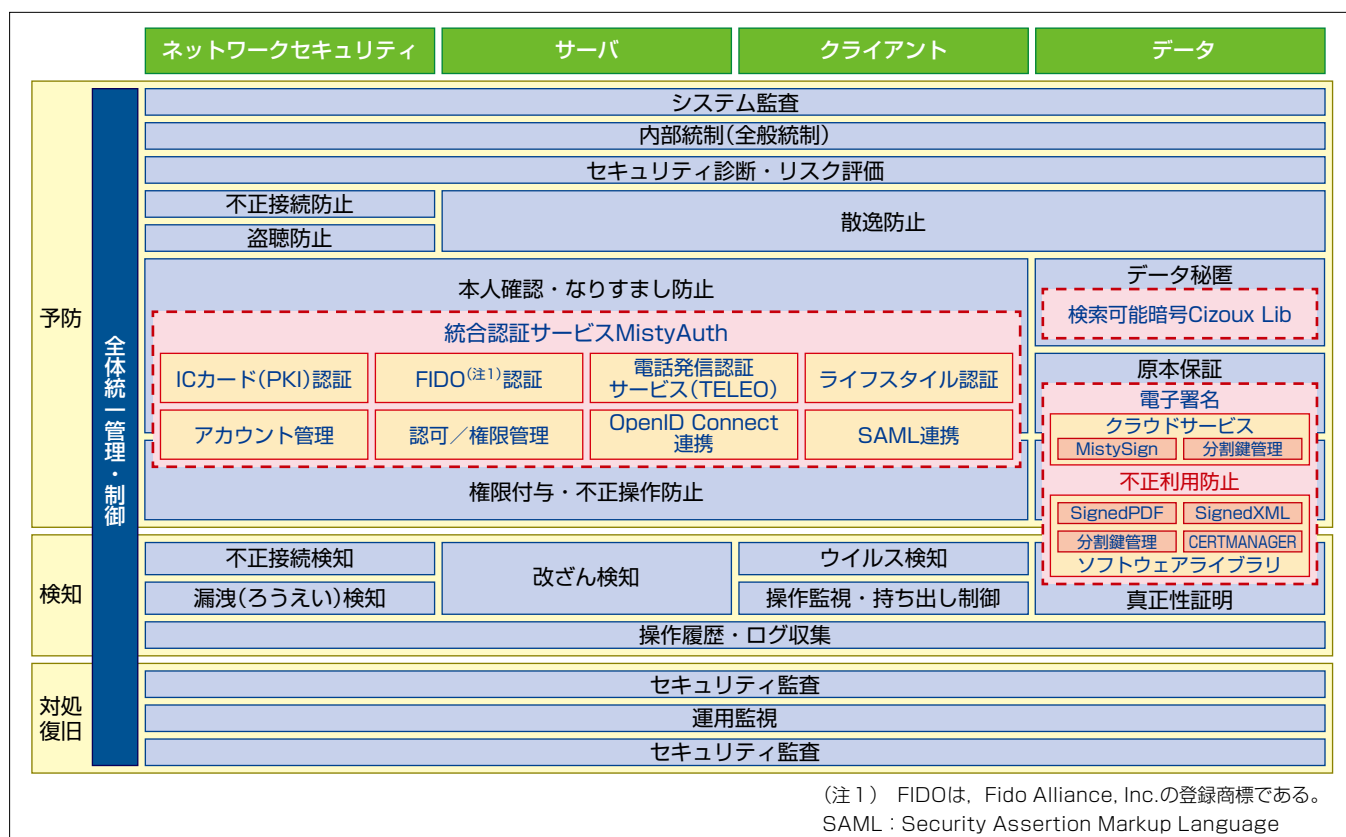 ネットワークセキュリティ
サーバ
クライアント
データ
予防
全体統一管理・制御
システム監査
内部統制(全般統制)
セキュリティ診断・リスク評価
不正接続防止
盗聴防止
散逸防止
本人確認・なりすまし防止
統合認証サービスMistyAuth
ICカード(PKI)認証
FIDO(注1)認証
電話発信認証
サービス(TELEO)
ライフスタイル認証
アカウント管理
認可／権限管理
OpenID Connect
連携
SAML連携
権限付与・不正操作防止
データ秘匿
検索可能暗号Cizoux Lib
原本保証
電子署名
クラウドサービス
MistySign
分割鍵管理
不正利用防止
SignedPDF
SignedXML
分割鍵管理
CERTMANAGER
ソフトウェアライブラリ
真正性証明
検知
不正接続検知
漏洩(ろうえい)検知
改ざん検知
ウイルス検知
操作監視・持ち出し制御
操作履歴・ログ収集
対処
復旧
セキュリティ監査
運用監視
セキュリティ監査
(注1) FIDOは，Fido Alliance, Inc.の登録商標である。
SAML：Security Assertion Markup Language